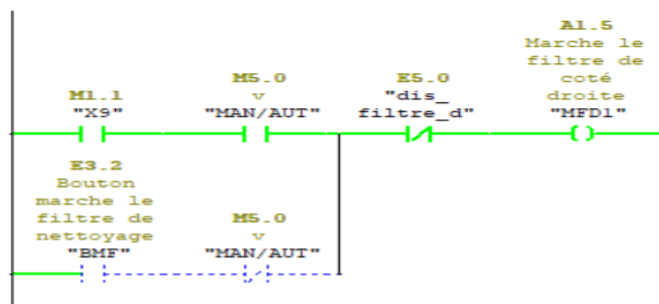 A1.5
Marche le
filtre de
coté
droite
"MFD1"
M1.1
"X9"
M5.0
v
"MAN/AUT"
E5.0
"dis_
filtre_d"
E3.2
Bouton
marche le
filtre de
nettoyage
"BMF"
M5.0
v
"MAN/AUT"